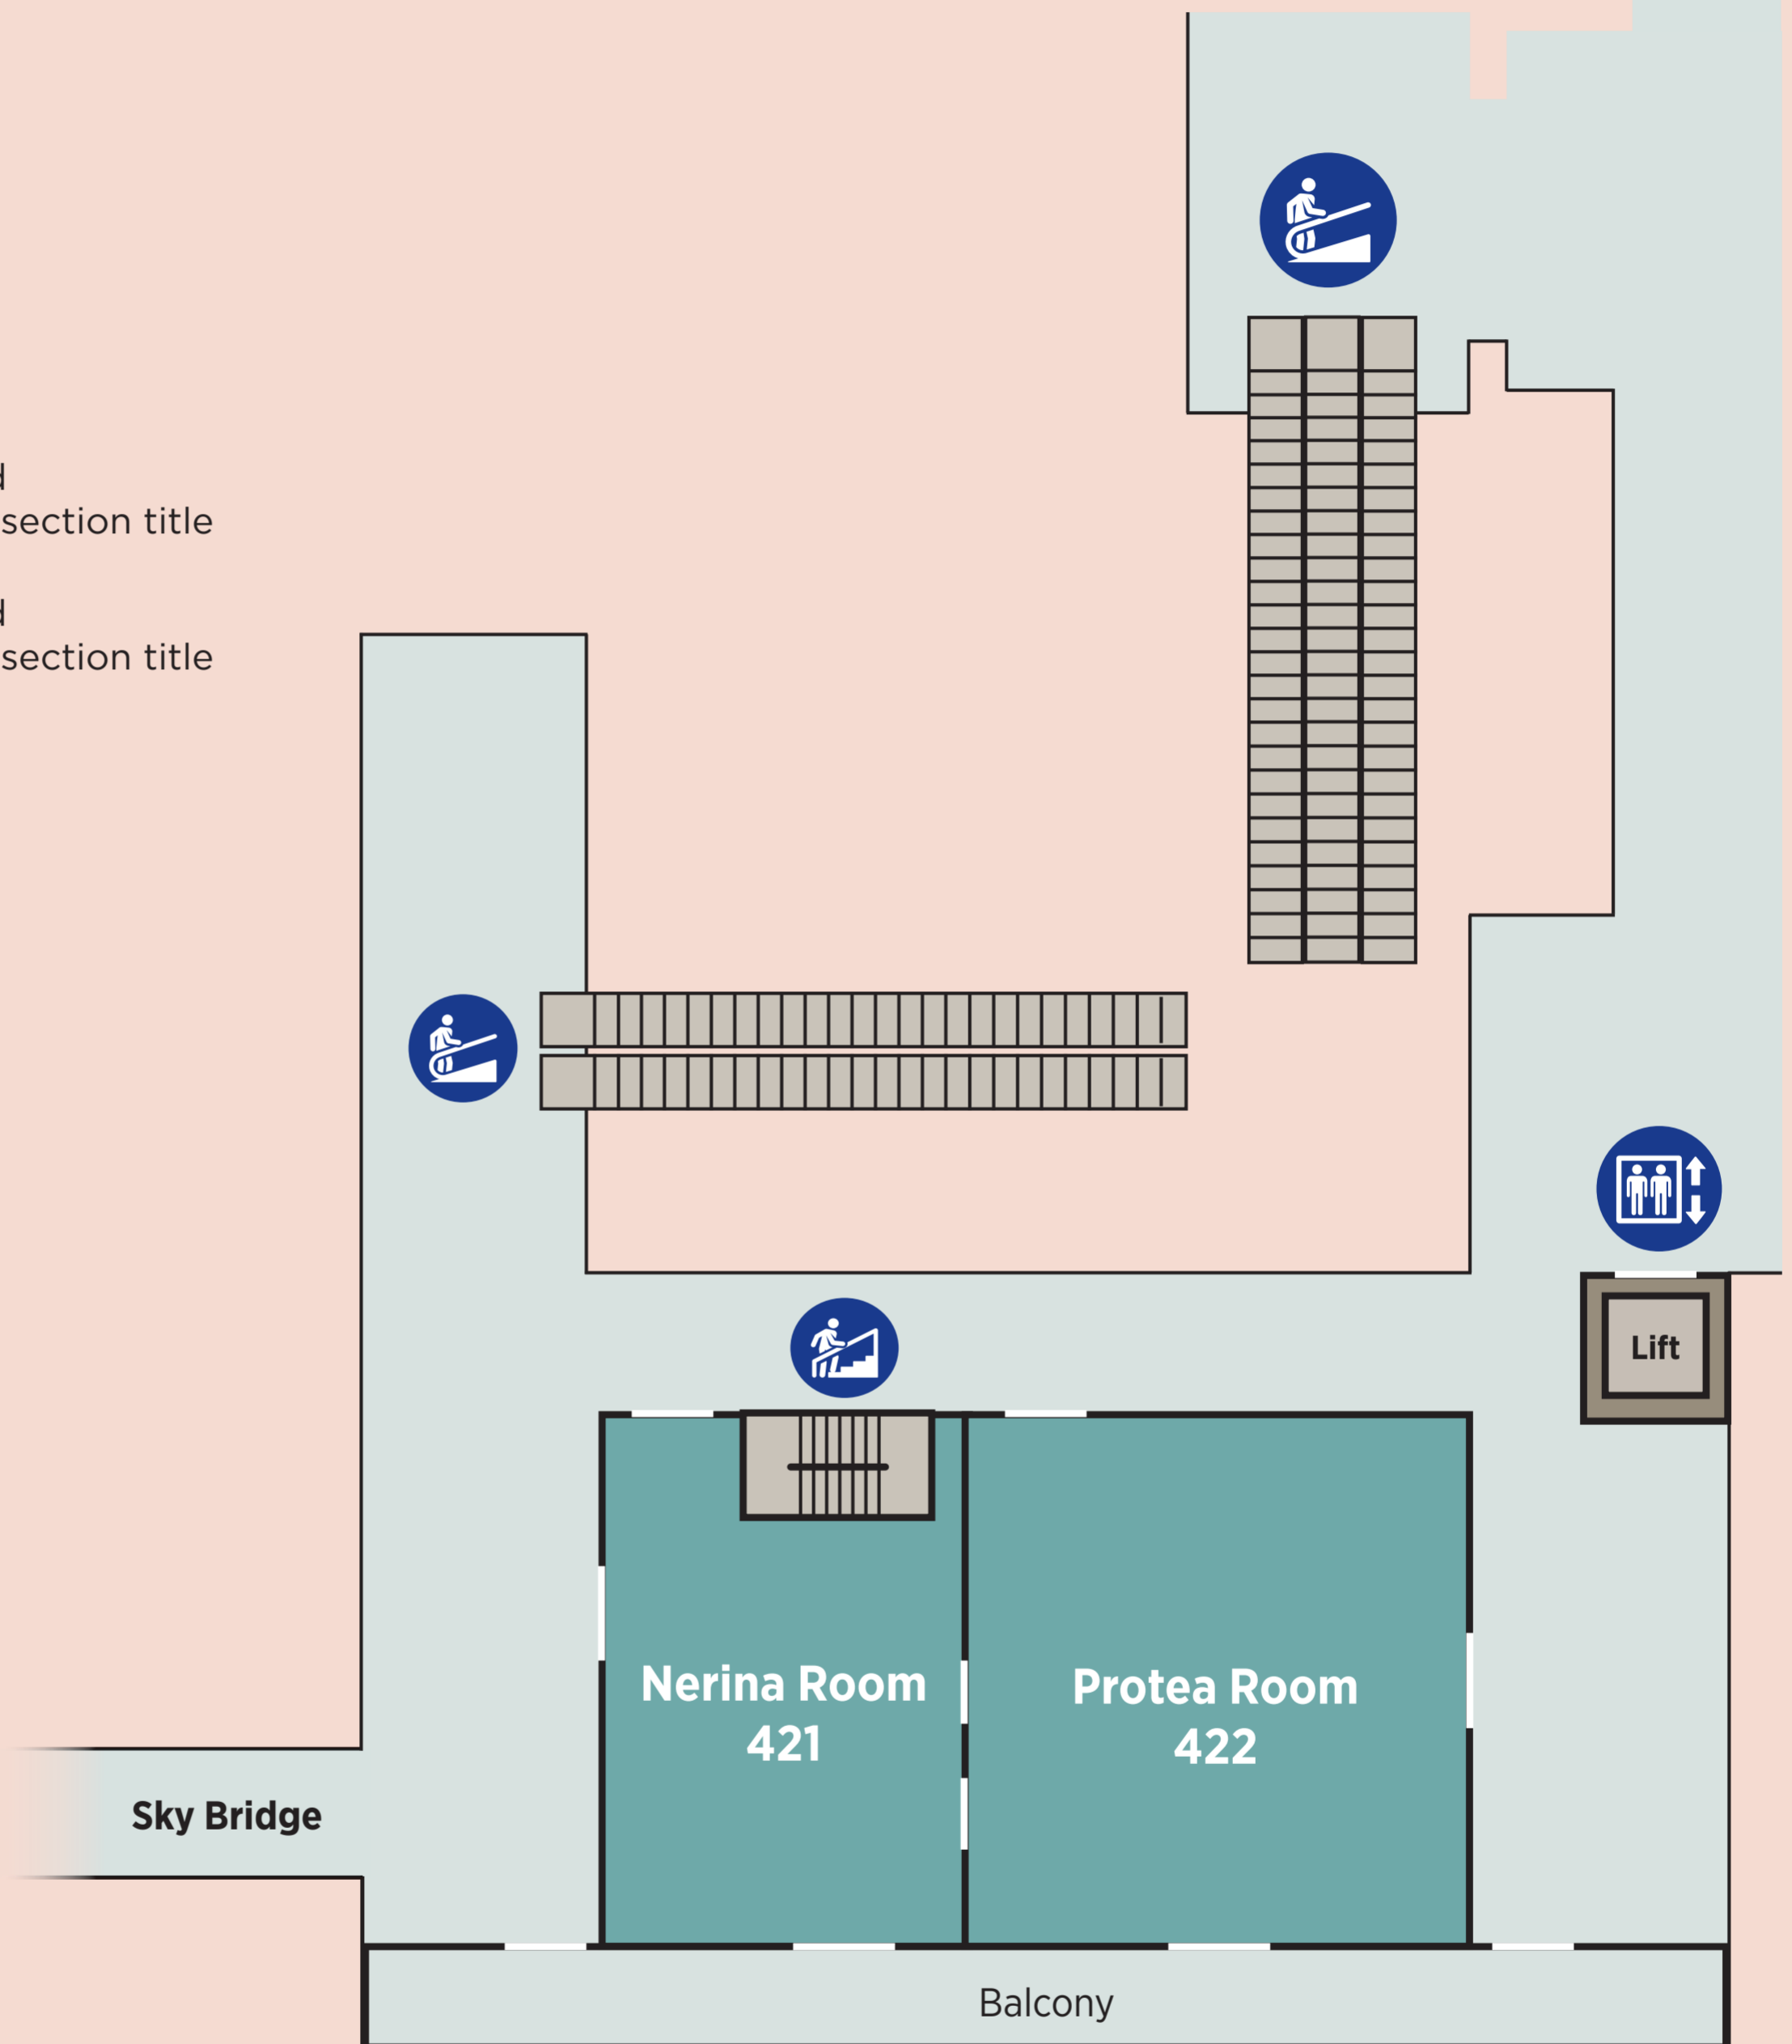 section title
section title
Lift
Nerina Room
421
Protea Room
422
Sky Bridge
Balcony